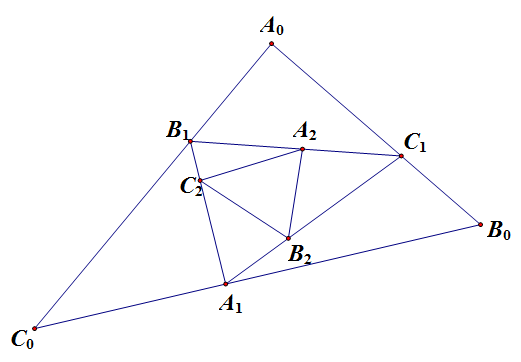 A₀
B₁
A₂
C₁
C₂
B₀
B₂
A₁
C₀